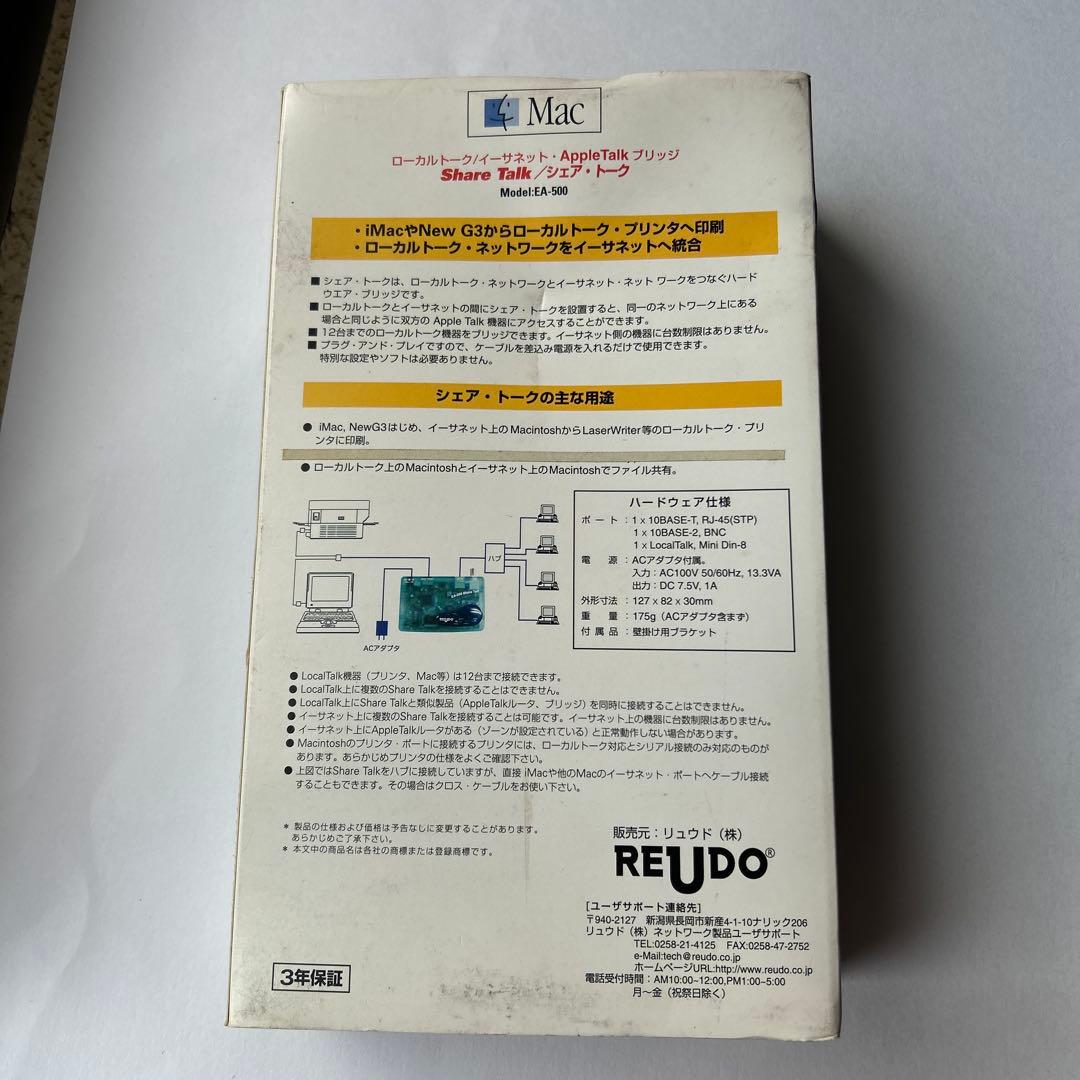 Mac
ローカルトーク/イーサネット・AppleTalk ブリッジ
Share Talk／シェア・トーク
Model:EA-500
・iMacやNew G3からローカルトーク・プリンタへ印刷
・ローカルトーク・ネットワークをイーサネットへ統合
■ シェア・トークは、ローカルトーク・ネットワークとイーサネット・ネット ワークをつなぐハード
ウエア・ブリッジです。
■ ローカルトークとイーサネットの間にシェア・トークを設置すると、同一のネットワーク上にある
場合と同じように双方の Apple Talk 機器にアクセスすることができます。
■ 12台までのローカルトーク機器をブリッジできます。イーサネット側の機器に台数制限はありません。
■ プラグ・アンド・プレイですので、ケーブルを差込み電源を入れるだけで使用できます。
特別な設定やソフトは必要ありません。
シェア・トークの主な用途
● iMac, NewG3はじめ、イーサネット上の MacintoshからLaserWriter等のローカルトーク・プリ
ンタに印刷。
● ローカルトーク上のMacintoshとイーサネット上のMacintoshでファイル共有。
ハブ
REUDO
ACアダプタ
ハードウェア仕様
ポート：1 x 10BASE-T, RJ-45(STP)
1 x 10BASE-2, BNC
1 x LocalTalk, Mini Din-8
電源：ACアダプタ付属。
入力：AC100V 50/60Hz, 13.3VA
出力：DC 7.5V, 1A
外形寸法：127 x 82 x 30mm
重量：175g（ACアダプタ含まず）
付属品：壁掛け用ブラケット
● LocalTalk機器（プリンタ、Mac等）は12台まで接続できます。
● LocalTalk上に複数のShare Talkを接続することはできません。
● LocalTalk上にShare Talkと類似製品（AppleTalkルータ、ブリッジ）を同時に接続することはできません。
● イーサネット上に複数のShare Talkを接続することは可能です。イーサネット上の機器に台数制限はありません。
● イーサネット上にAppleTalkルータがある（ゾーンが設定されている）と正常動作しない場合があります。
● Macintoshのプリンタ・ポートに接続するプリンタには、ローカルトーク対応とシリアル接続のみ対応のものが
あります。あらかじめプリンタの仕様をよくご確認下さい。
● 上図ではShare Talkをハブに接続していますが、直接 iMacや他のMacのイーサネット・ポートへケーブル接続
することもできます。その場合はクロス・ケーブルをお使い下さい。
＊ 製品の仕様および価格は予告なしに変更することがあります。
あらかじめご了承下さい。
＊ 本文中の商品名は各社の商標または登録商標です。
販売元：リュウド（株）
REUDO®
[ユーザサポート連絡先]
〒940-2127 新潟県長岡市新産4-1-10ナリック206
リュウド（株）ネットワーク製品ユーザサポート
TEL:0258-21-4125 FAX:0258-47-2752
e-Mail:tech@reudo.co.jp
ホームページURL:http://www.reudo.co.jp
電話受付時間：AM10:00~12:00,PM1:00~5:00
月～金（祝祭日除く）
3年保証